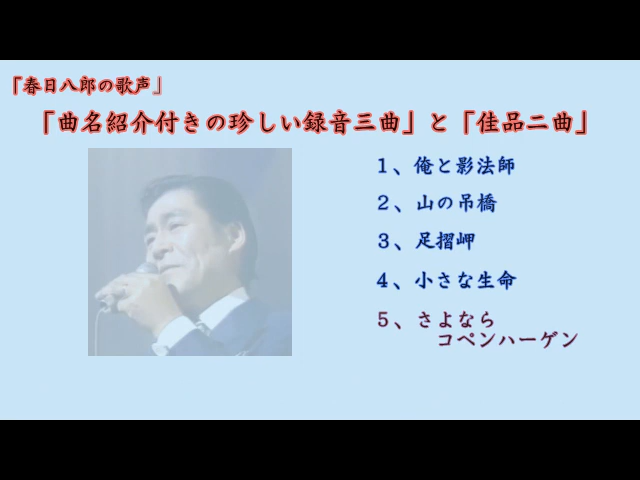 「春日八郎の歌声」
「曲名紹介付きの珍しい録音三曲」と「佳品二曲」
１、俺と影法師
２、山の吊橋
３、足摺岬
４、小さな生命
５、さよなら
コペンハーゲン